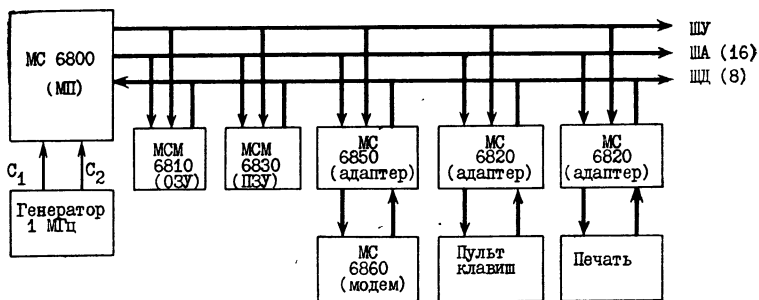 МС 6800
(МП)
ШУ
ША (16)
ШД (8)
C1
C2
Генератор
1 МГц
МСМ
6810
(ОЗУ)
МСМ
6830
(ПЗУ)
МС
6850
(адаптер)
МС
6820
(адаптер)
МС
6820
(адаптер)
МС
6860
(модем)
Пульт
клавиш
Печать